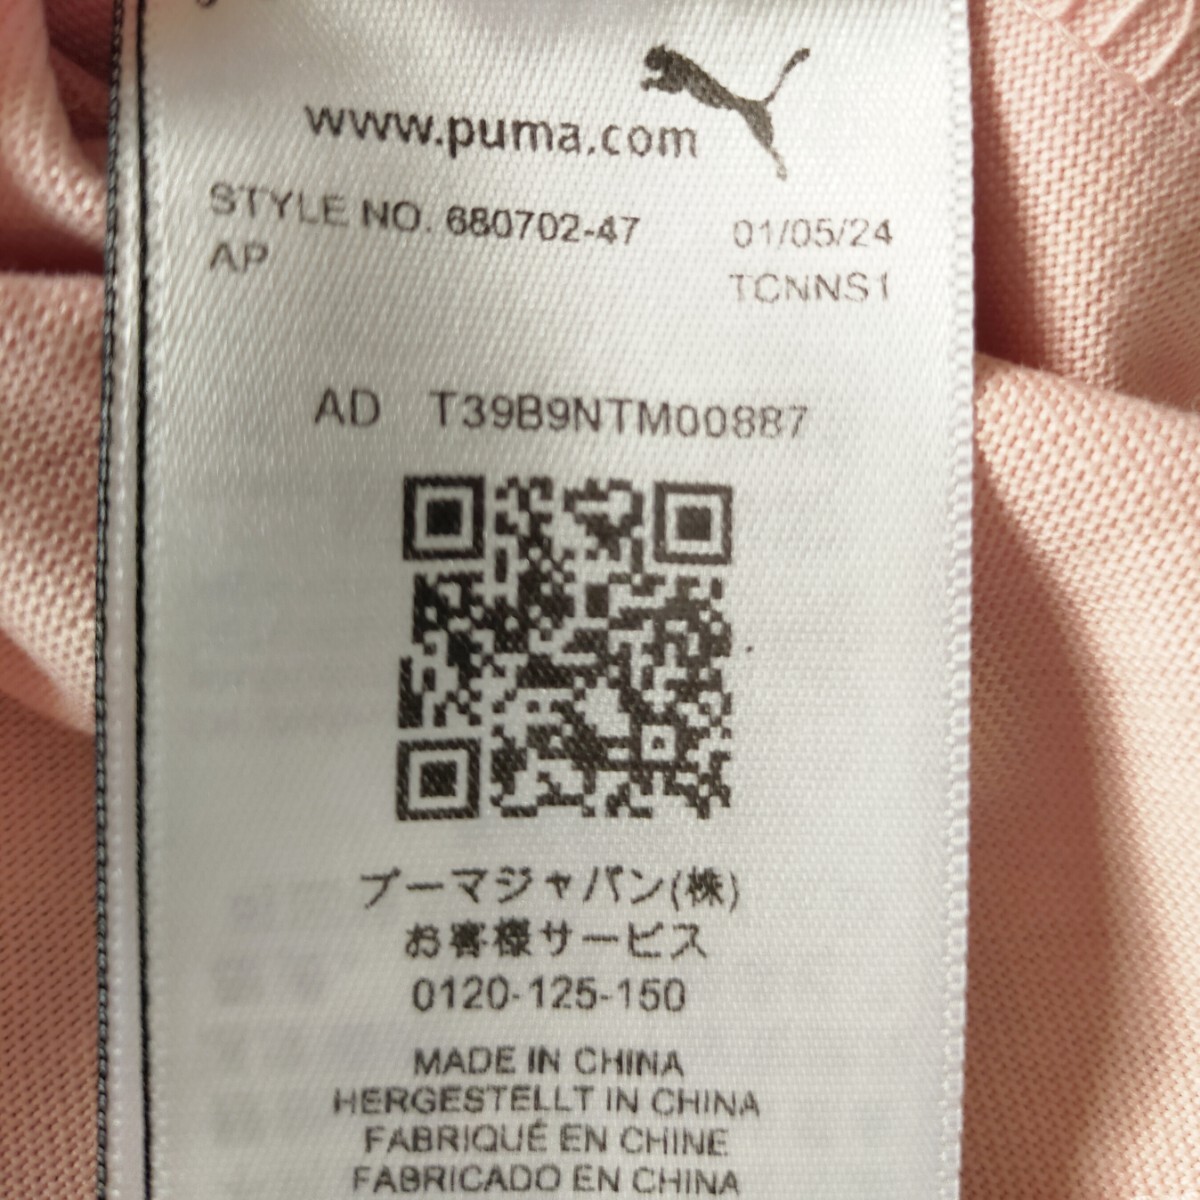 www.puma.com
STYLE NO. 680702-47 01/05/24
AP TCNNS1
AD T39B9NTM00887
プーマジャパン(株)
お客様サービス
0120-125-150
MADE IN CHINA
HERGESTELLT IN CHINA
FABRIQUÉ EN CHINE
FABRICADO EN CHINA